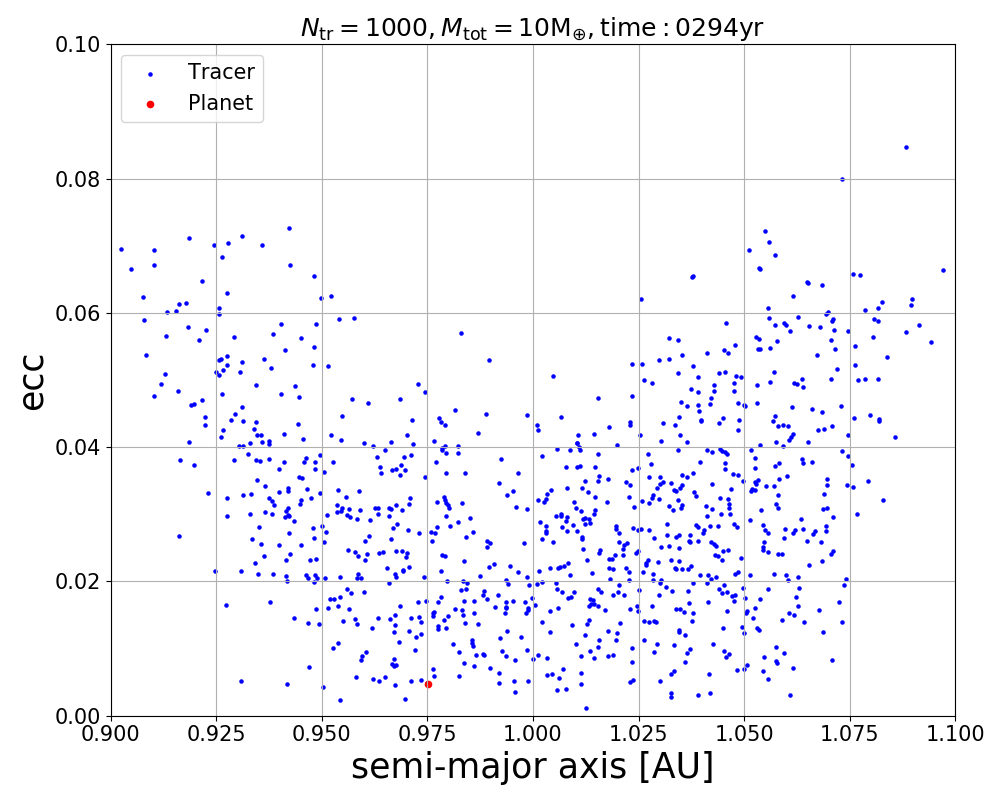 N_tr = 1000, M_tot = 10M_⊕, time : 0294yr
Tracer
Planet
ecc
0.10
0.08
0.06
0.04
0.02
0.00
0.900 0.925 0.950 0.975 1.000 1.025 1.050 1.075 1.100
semi-major axis [AU]